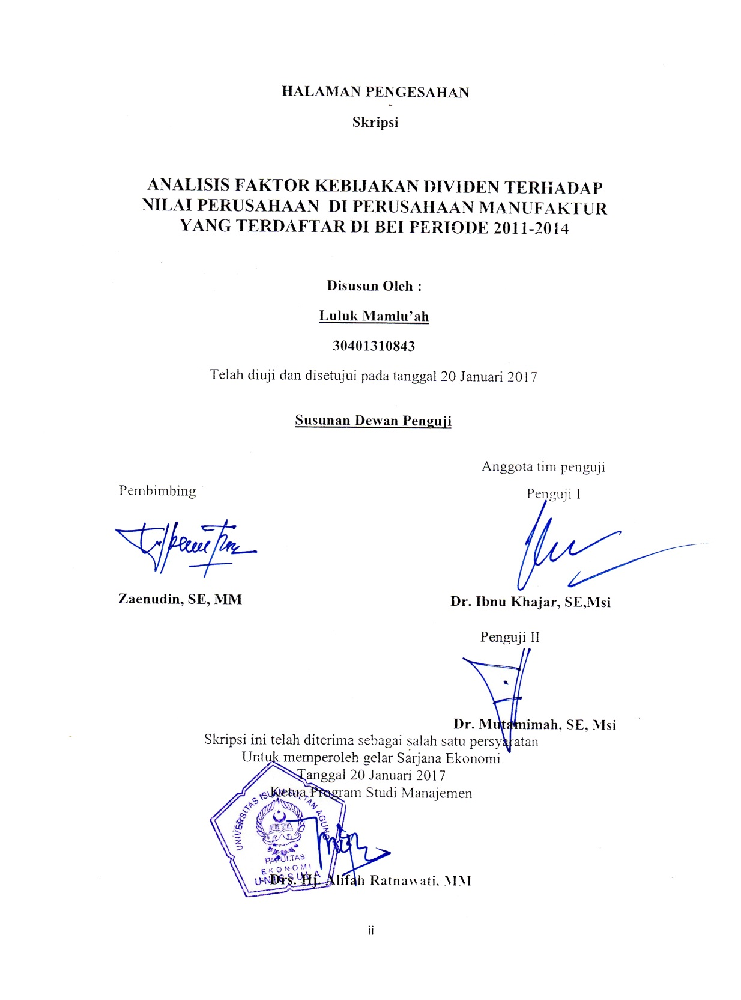 HALAMAN PENGESAHAN
Skripsi
ANALISIS FAKTOR KEBIJAKAN DIVIDEN TERHADAP
NILAI PERUSAHAAN DI PERUSAHAAN MANUFAKTUR
YANG TERDAFTAR DI BEI PERIODE 2011-2014
Disusun Oleh :
Luluk Mamlu’ah
30401310843
Telah diuji dan disetujui pada tanggal 20 Januari 2017
Susunan Dewan Penguji
Anggota tim penguji
Pembimbing
Penguji I
Zaenudin, SE, MM
Dr. Ibnu Khajar, SE,Msi
Penguji II
Dr. Mutamimah, SE, Msi
Skripsi ini telah diterima sebagai salah satu persyaratan
Untuk memperoleh gelar Sarjana Ekonomi
Tanggal 20 Januari 2017
Ketua Program Studi Manajemen
UNIVERSITAS ISLAM SULTAN AGUNG
FAKULTAS
EKONOMI
UNISSULA
Drs. Hj. Alifah Ratnawati, MM
ii